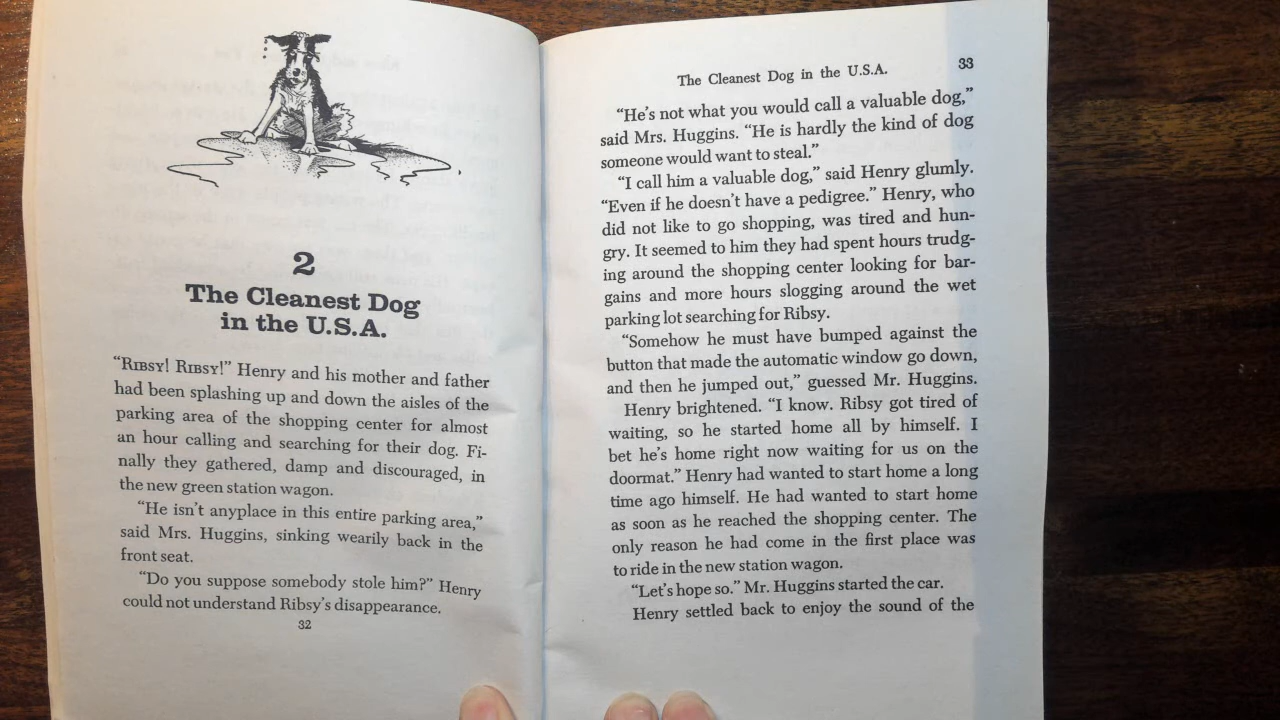 2
The Cleanest Dog
in the U.S.A.
“RIBSY! RIBSY!” Henry and his mother and father
had been splashing up and down the aisles of the
parking area of the shopping center for almost
an hour calling and searching for their dog. Fi-
nally they gathered, damp and discouraged, in
the new green station wagon.
“He isn’t anyplace in this entire parking area,”
said Mrs. Huggins, sinking wearily back in the
front seat.
“Do you suppose somebody stole him?” Henry
could not understand Ribsy’s disappearance.
32
The Cleanest Dog in the U.S.A. 33
“He’s not what you would call a valuable dog,”
said Mrs. Huggins. “He is hardly the kind of dog
someone would want to steal.”
“I call him a valuable dog,” said Henry glumly.
“Even if he doesn’t have a pedigree.” Henry, who
did not like to go shopping, was tired and hun-
gry. It seemed to him they had spent hours trudg-
ing around the shopping center looking for bar-
gains and more hours slogging around the wet
parking lot searching for Ribsy.
“Somehow he must have bumped against the
button that made the automatic window go down,
and then he jumped out,” guessed Mr. Huggins.
Henry brightened. “I know. Ribsy got tired of
waiting, so he started home all by himself. I
bet he’s home right now waiting for us on the
doormat.” Henry had wanted to start home a long
time ago himself. He had wanted to start home
as soon as he reached the shopping center. The
only reason he had come in the first place was
to ride in the new station wagon.
“Let’s hope so.” Mr. Huggins started the car.
Henry settled back to enjoy the sound of the